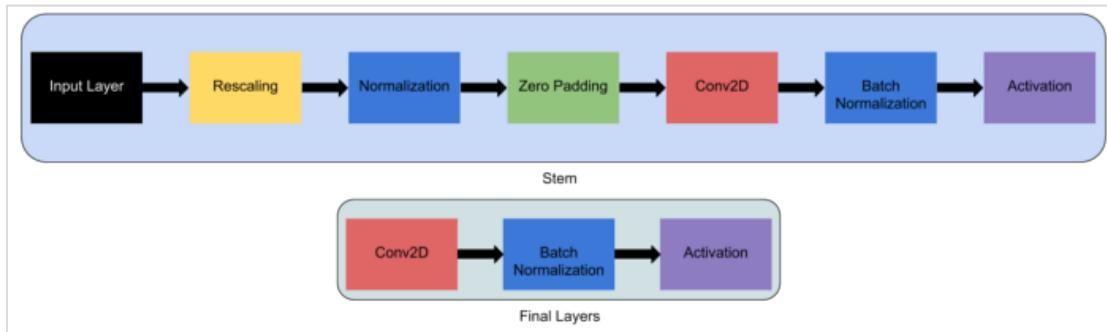 Input Layer
Rescaling
Normalization
Zero Padding
Conv2D
Batch
Normalization
Activation
Stem
Conv2D
Batch
Normalization
Activation
Final Layers